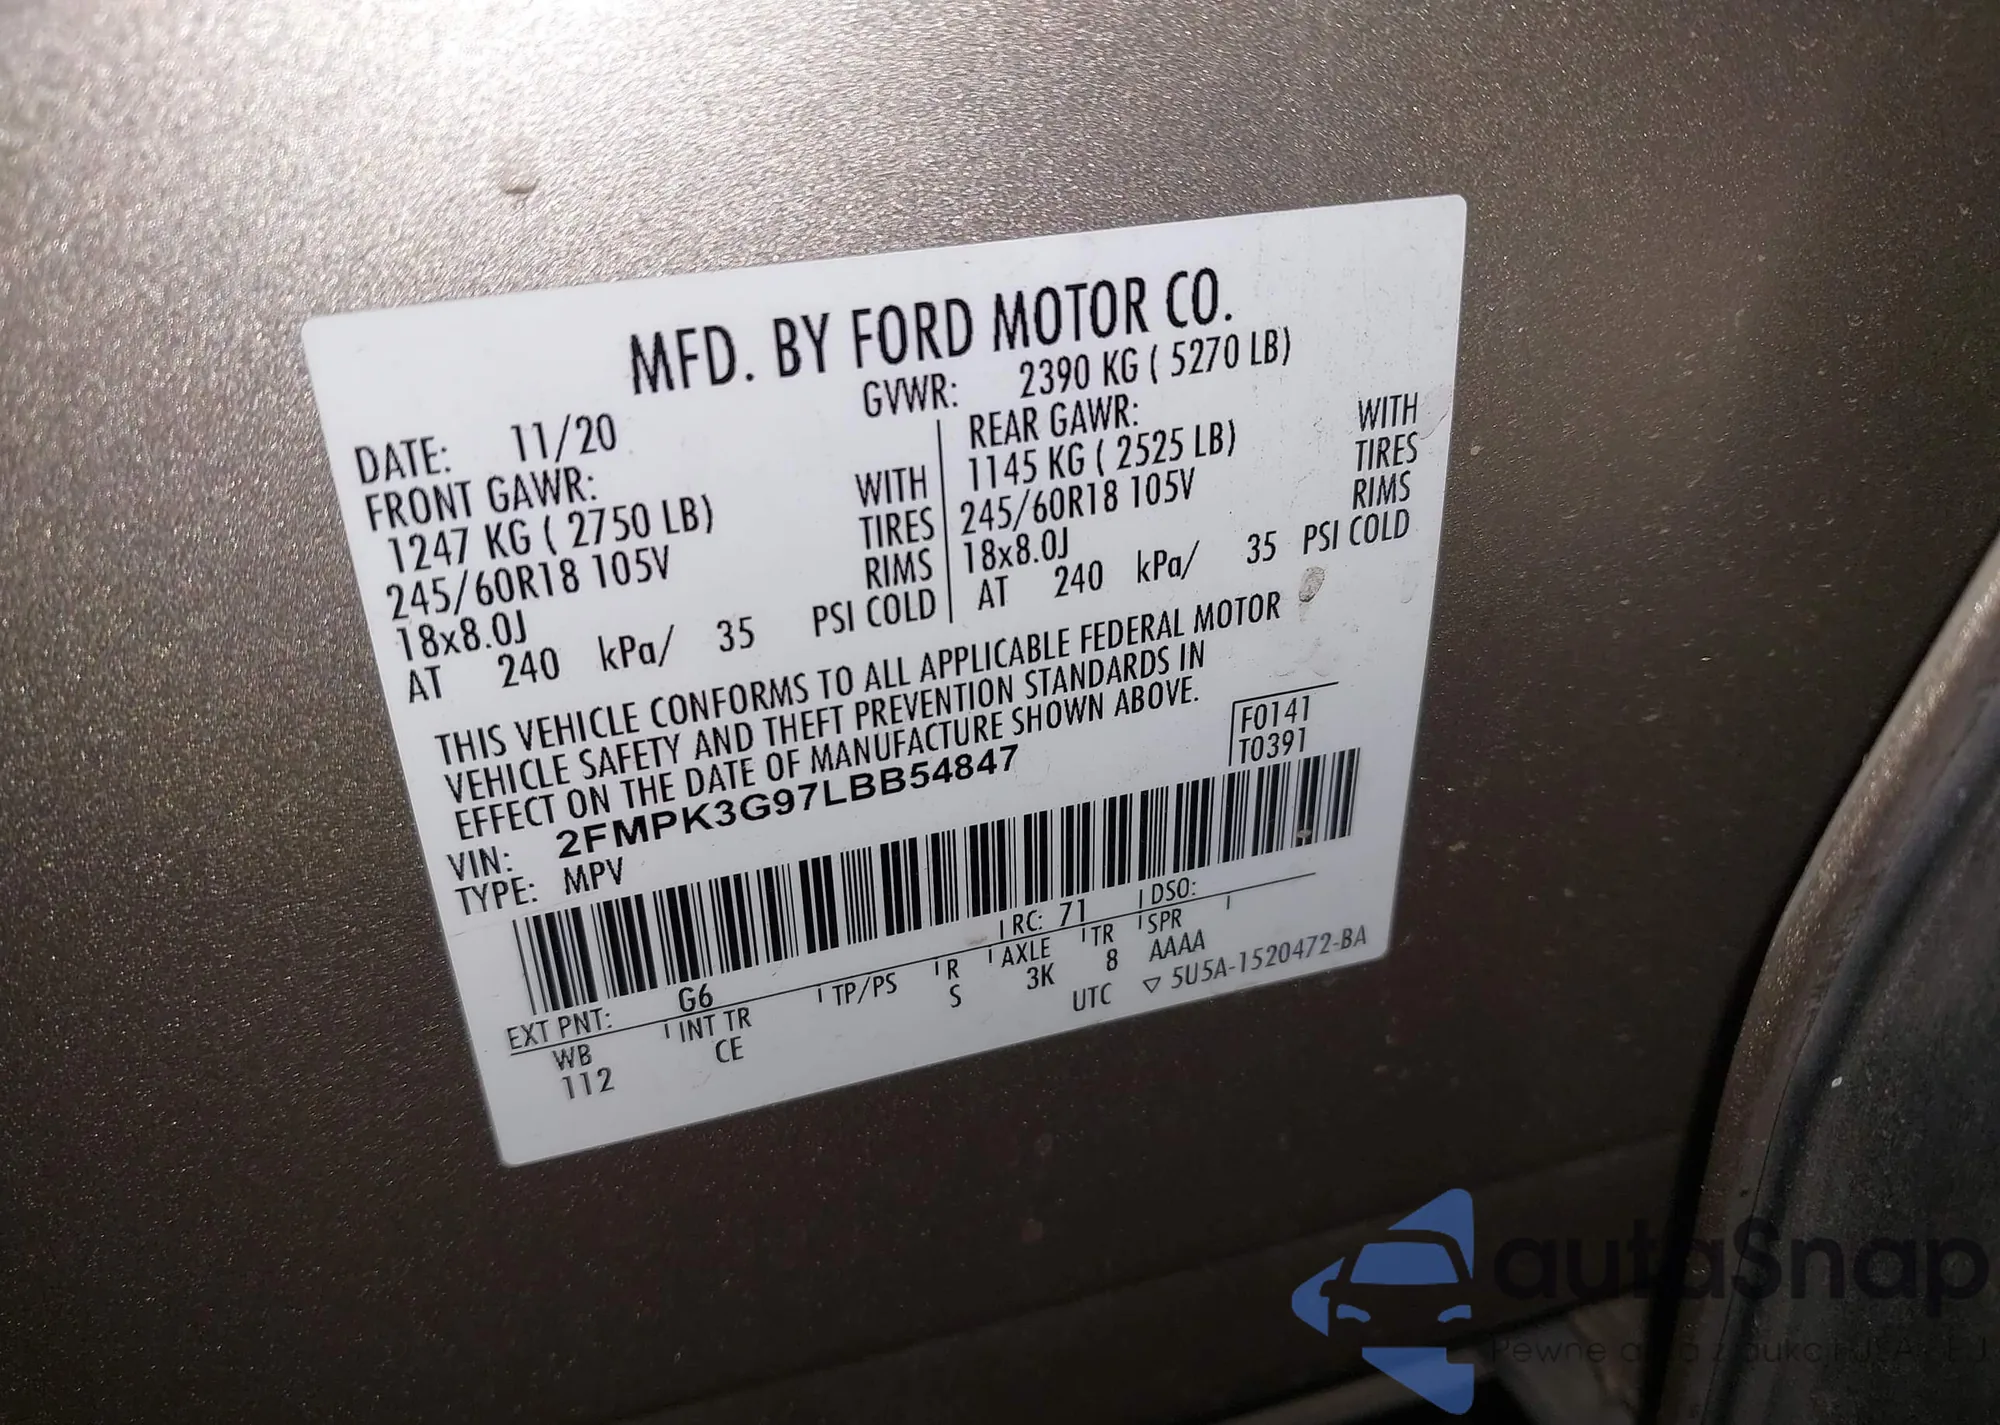 MFD. BY FORD MOTOR CO.
DATE: 11/20 GVWR: 2390 KG ( 5270 LB)
FRONT GAWR: REAR GAWR:
1247 KG ( 2750 LB) WITH 1145 KG ( 2525 LB) WITH
245/60R18 105V TIRES 245/60R18 105V TIRES
18x8.0J RIMS 18x8.0J RIMS
AT 240 kPa/ 35 PSI COLD AT 240 kPa/ 35 PSI COLD
THIS VEHICLE CONFORMS TO ALL APPLICABLE FEDERAL MOTOR
VEHICLE SAFETY AND THEFT PREVENTION STANDARDS IN
EFFECT ON THE DATE OF MANUFACTURE SHOWN ABOVE.
VIN: 2FMPK3G97LBB54847 F0141
TYPE: MPV T0391
EXT PNT: G6 RC: 71 DSO:
WB INT TR TP/PS R AXLE TR SPR
112 CE S 3K 8 AAAA
UTC ▽ 5U5A-1520472-BA
autaSnap
Pewne auta z aukcji